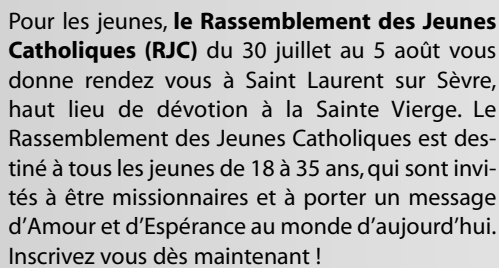 Pour les jeunes, le Rassemblement des Jeunes
Catholiques (RJC) du 30 juillet au 5 août vous
donne rendez vous à Saint Laurent sur Sèvre,
haut lieu de dévotion à la Sainte Vierge. Le
Rassemblement des Jeunes Catholiques est des-
tiné à tous les jeunes de 18 à 35 ans, qui sont invi-
tés à être missionnaires et à porter un message
d'Amour et d'Espérance au monde d'aujourd'hui.
Inscrivez vous dès maintenant !